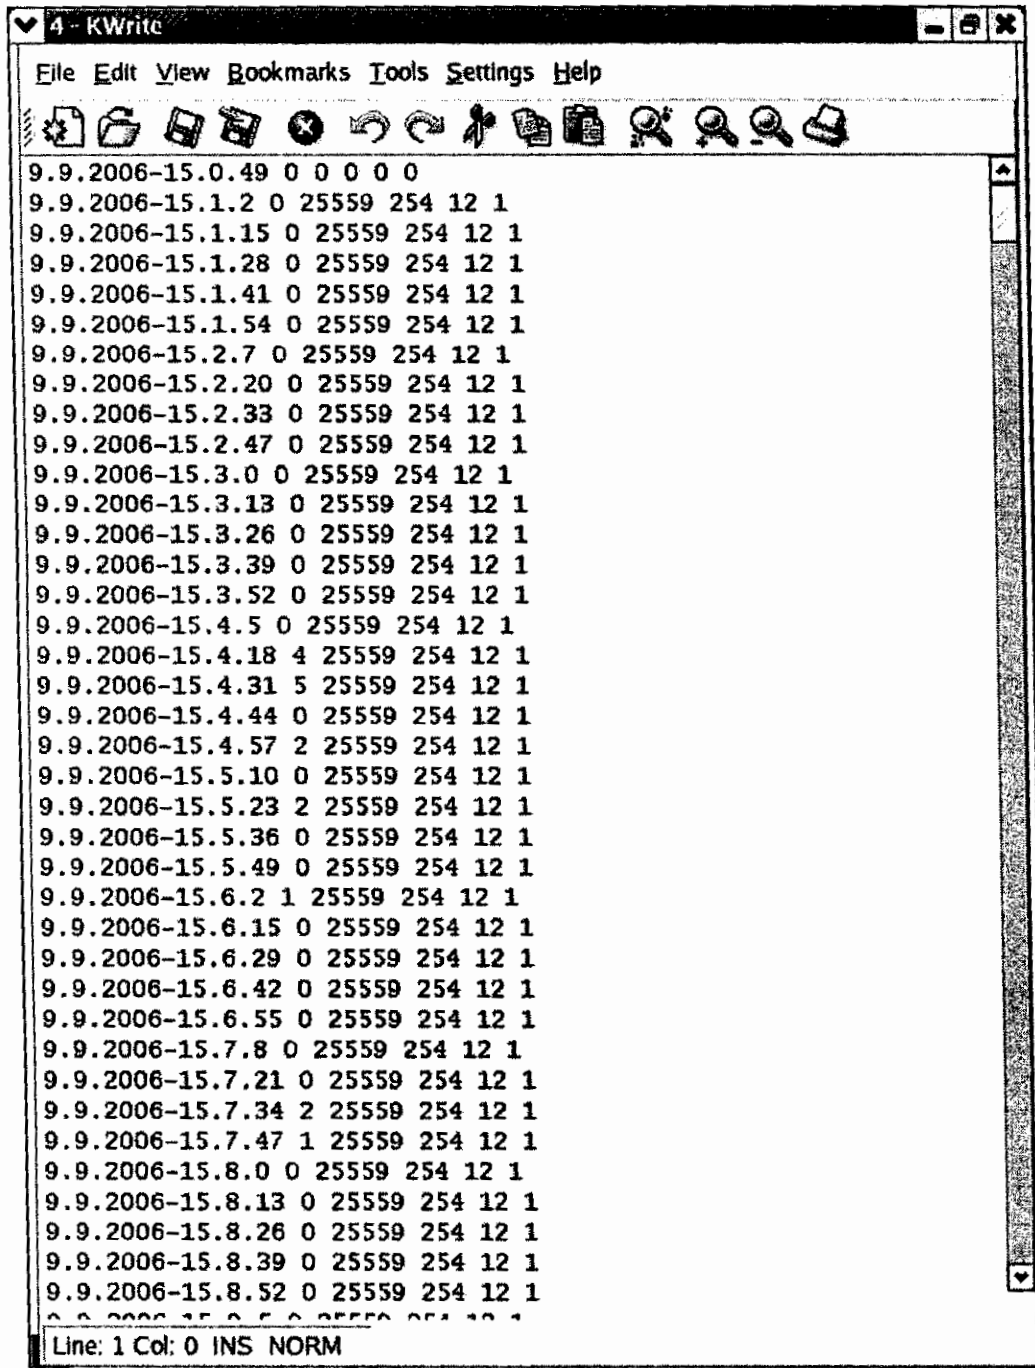 4 - KWrite
File Edit View Bookmarks Tools Settings Help
9.9.2006-15.0.49 0 0 0 0 0
9.9.2006-15.1.2 0 25559 254 12 1
9.9.2006-15.1.15 0 25559 254 12 1
9.9.2006-15.1.28 0 25559 254 12 1
9.9.2006-15.1.41 0 25559 254 12 1
9.9.2006-15.1.54 0 25559 254 12 1
9.9.2006-15.2.7 0 25559 254 12 1
9.9.2006-15.2.20 0 25559 254 12 1
9.9.2006-15.2.33 0 25559 254 12 1
9.9.2006-15.2.47 0 25559 254 12 1
9.9.2006-15.3.0 0 25559 254 12 1
9.9.2006-15.3.13 0 25559 254 12 1
9.9.2006-15.3.26 0 25559 254 12 1
9.9.2006-15.3.39 0 25559 254 12 1
9.9.2006-15.3.52 0 25559 254 12 1
9.9.2006-15.4.5 0 25559 254 12 1
9.9.2006-15.4.18 4 25559 254 12 1
9.9.2006-15.4.31 5 25559 254 12 1
9.9.2006-15.4.44 0 25559 254 12 1
9.9.2006-15.4.57 2 25559 254 12 1
9.9.2006-15.5.10 0 25559 254 12 1
9.9.2006-15.5.23 2 25559 254 12 1
9.9.2006-15.5.36 0 25559 254 12 1
9.9.2006-15.5.49 0 25559 254 12 1
9.9.2006-15.6.2 1 25559 254 12 1
9.9.2006-15.6.15 0 25559 254 12 1
9.9.2006-15.6.29 0 25559 254 12 1
9.9.2006-15.6.42 0 25559 254 12 1
9.9.2006-15.6.55 0 25559 254 12 1
9.9.2006-15.7.8 0 25559 254 12 1
9.9.2006-15.7.21 0 25559 254 12 1
9.9.2006-15.7.34 2 25559 254 12 1
9.9.2006-15.7.47 1 25559 254 12 1
9.9.2006-15.8.0 0 25559 254 12 1
9.9.2006-15.8.13 0 25559 254 12 1
9.9.2006-15.8.26 0 25559 254 12 1
9.9.2006-15.8.39 0 25559 254 12 1
9.9.2006-15.8.52 0 25559 254 12 1
Line: 1 Col: 0 INS NORM